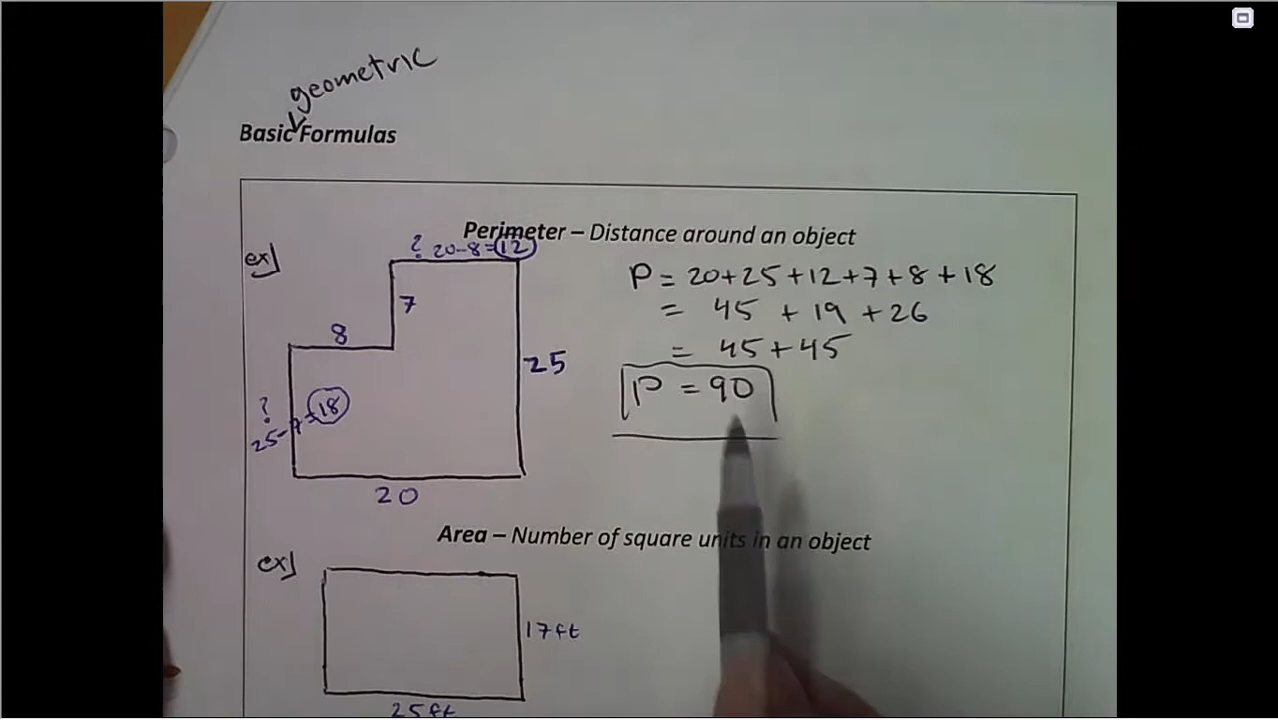 geometric
Basic Formulas
Perimeter – Distance around an object
ex)
? 20-8=12
7
8
25
?
25-7=18
20
P = 20+25+12+7+8+18
= 45 + 19 + 26
= 45+45
P = 90
Area – Number of square units in an object
ex)
17ft
25ft